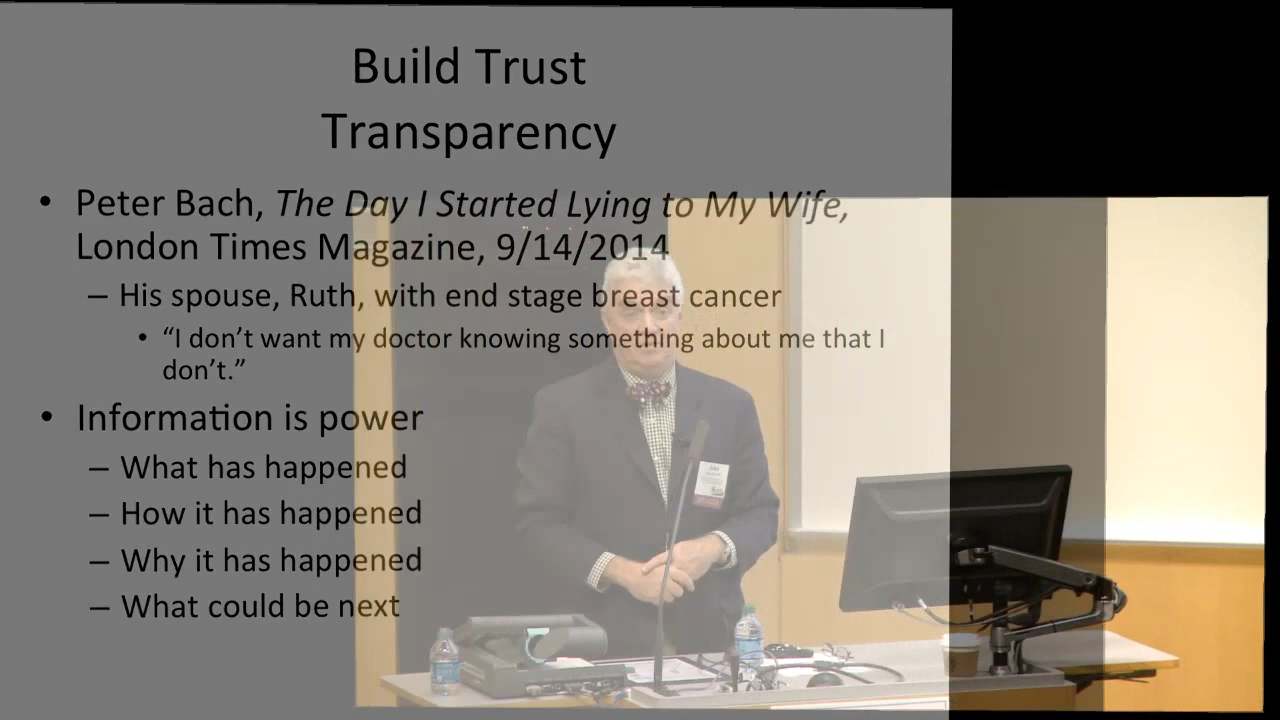 Build Trust
Transparency
• Peter Bach, The Day I Started Lying to My Wife,
London Times Magazine, 9/14/2014
– His spouse, Ruth, with end stage breast cancer
• “I don’t want my doctor knowing something about me that I
don’t.”
• Information is power
– What has happened
– How it has happened
– Why it has happened
– What could be next